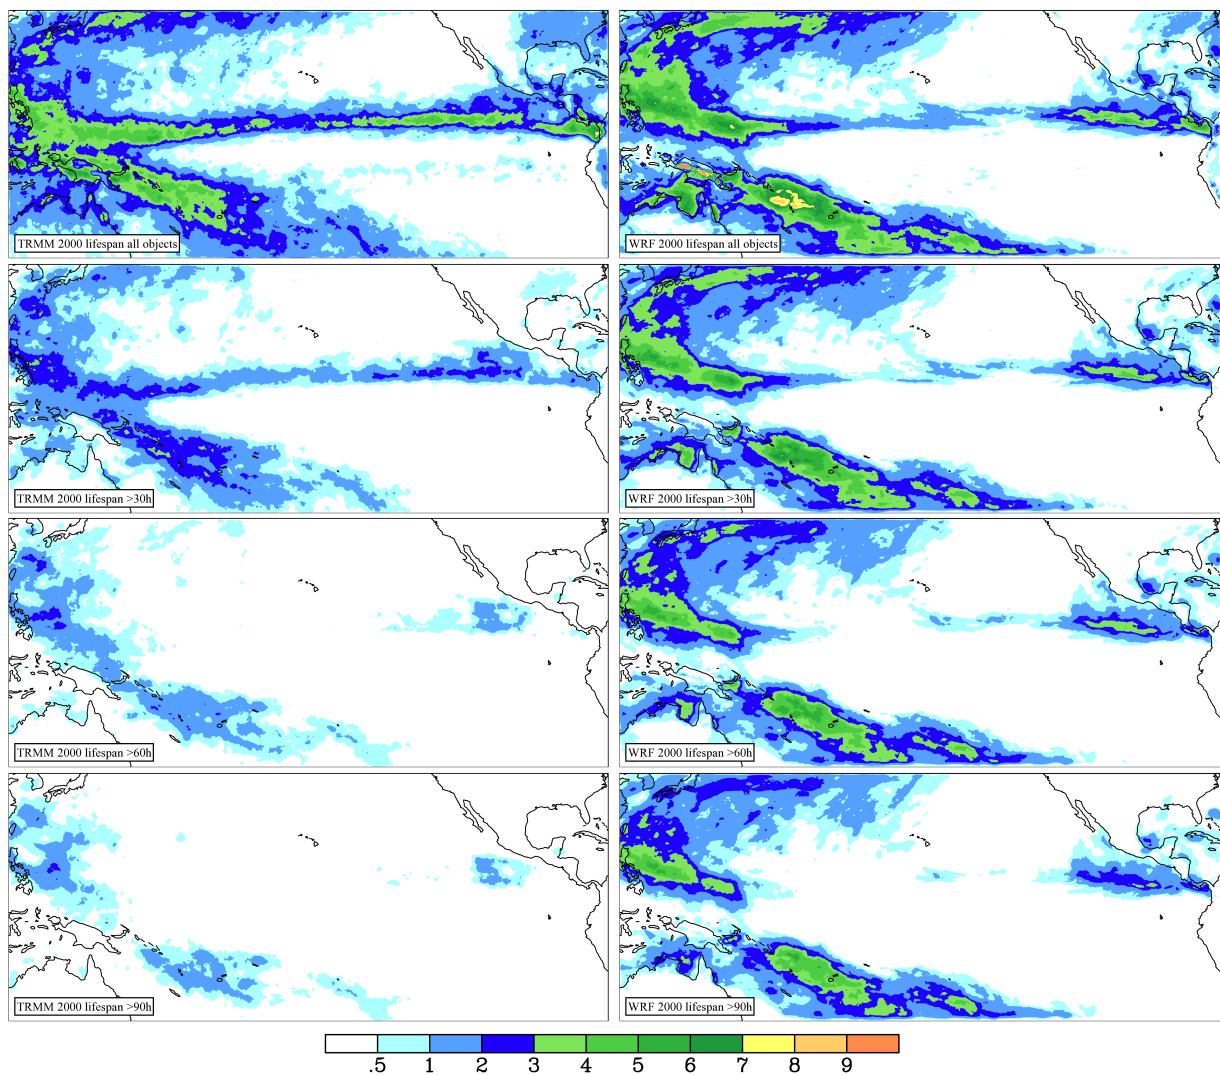 TRMM 2000 lifespan all objects
WRF 2000 lifespan all objects
TRMM 2000 lifespan >30h
WRF 2000 lifespan >30h
TRMM 2000 lifespan >60h
WRF 2000 lifespan >60h
TRMM 2000 lifespan >90h
WRF 2000 lifespan >90h
.5 1 2 3 4 5 6 7 8 9